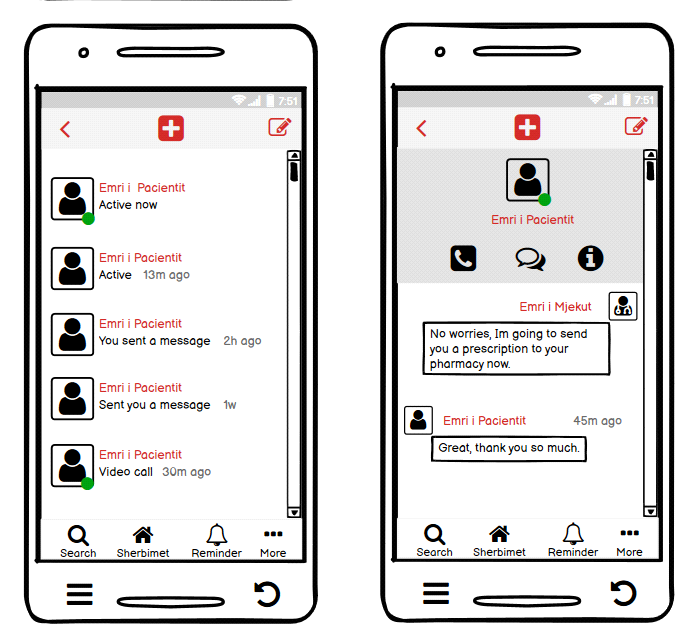 7:51
Emri i Pacientit
Active now
Emri i Pacientit
Active 13m ago
Emri i Pacientit
You sent a message 2h ago
Emri i Pacientit
Sent you a message 1w
Emri i Pacientit
Video call 30m ago
Search Sherbimet Reminder More
7:51
Emri i Pacientit
Emri i Mjekut
No worries, Im going to send
you a prescription to your
pharmacy now.
Emri i Pacientit 45m ago
Great, thank you so much.
Search Sherbimet Reminder More